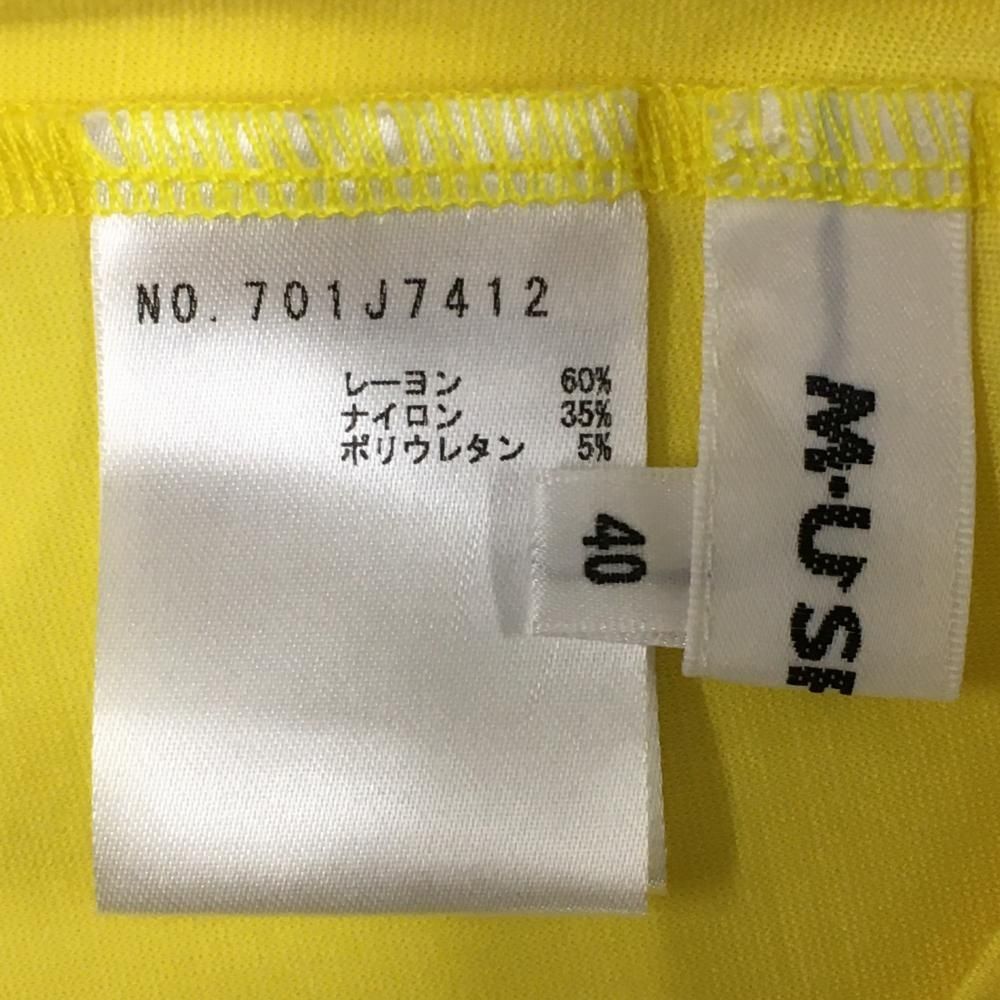 NO. 701J7412
レーヨン 60%
ナイロン 35%
ポリウレタン 5%
40
M・U・S